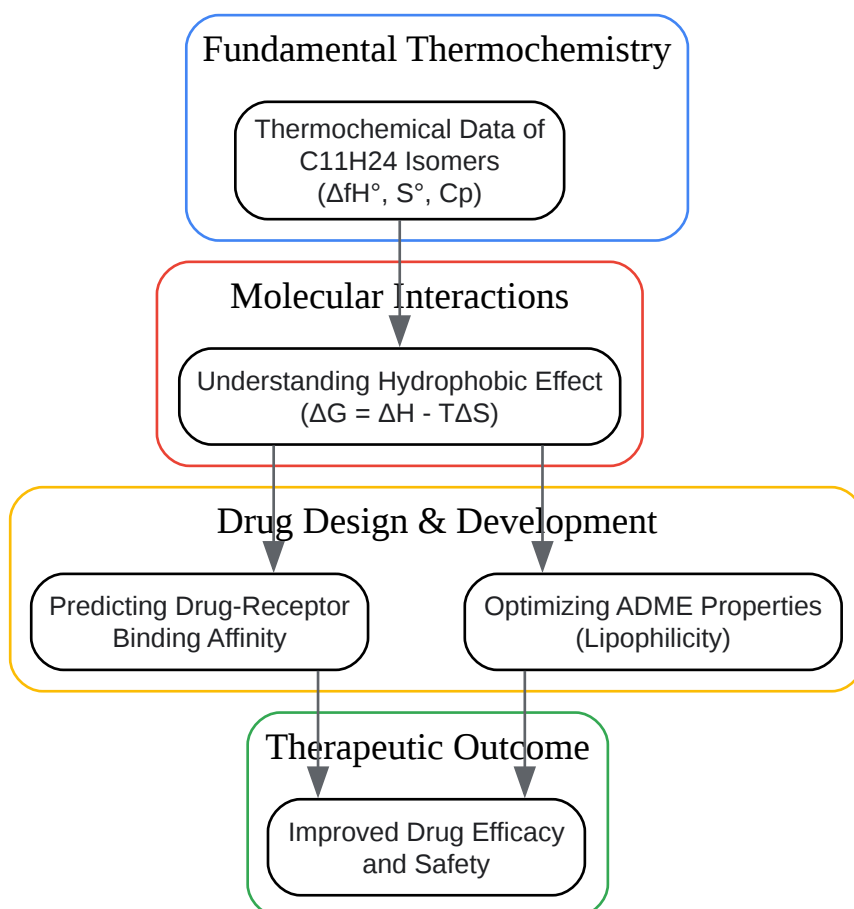 Fundamental Thermochemistry
Thermochemical Data of
C11H24 Isomers
(ΔfH°, S°, Cp)
Molecular Interactions
Understanding Hydrophobic Effect
(ΔG = ΔH - TΔS)
Drug Design & Development
Predicting Drug-Receptor
Binding Affinity
Optimizing ADME Properties
(Lipophilicity)
Therapeutic Outcome
Improved Drug Efficacy
and Safety